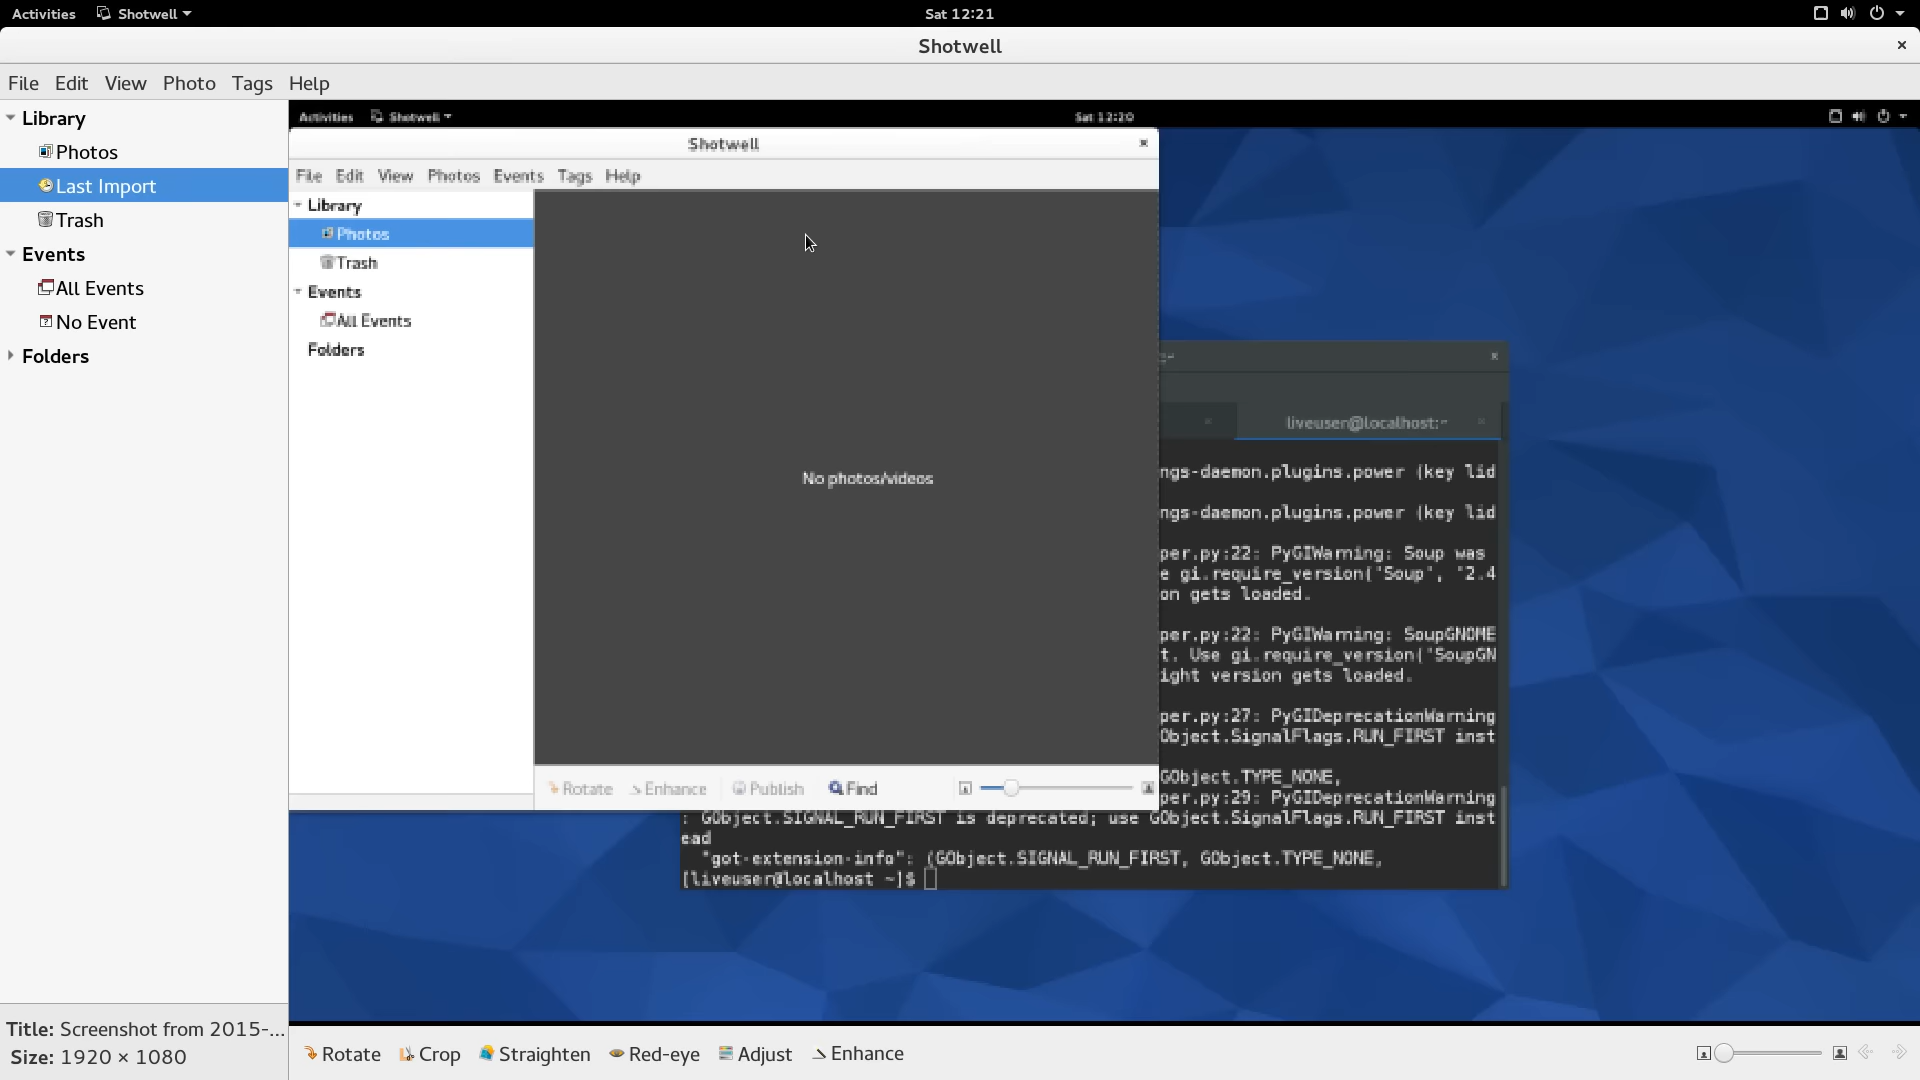 Activities Shotwell Sat 12:21
Shotwell
File Edit View Photo Tags Help
Library
Photos
Last Import
Trash
Events
All Events
No Event
Folders
Title: Screenshot from 2015-...
Size: 1920 × 1080
Activities Shotwell Sat 12:20
Shotwell
File Edit View Photos Events Tags Help
Library
Photos
Trash
Events
All Events
Folders
No photos/videos
Rotate Enhance Publish Find
liveuser@localhost:~
ngs-daemon.plugins.power (key lid
ngs-daemon.plugins.power (key lid
per.py:22: PyGIWarning: Soup was
e gi.require_version('Soup', '2.4
on gets loaded.
per.py:22: PyGIWarning: SoupGNOME
t. Use gi.require_version('SoupGN
ight version gets loaded.
per.py:27: PyGIDeprecationWarning
Object.SignalFlags.RUN_FIRST inst
GObject.TYPE_NONE,
per.py:29: PyGIDeprecationWarning
: GObject.SIGNAL_RUN_FIRST is deprecated; use GObject.SignalFlags.RUN_FIRST inst
ead
"got-extension-info": (GObject.SIGNAL_RUN_FIRST, GObject.TYPE_NONE,
[liveuser@localhost ~]$
Rotate Crop Straighten Red-eye Adjust Enhance